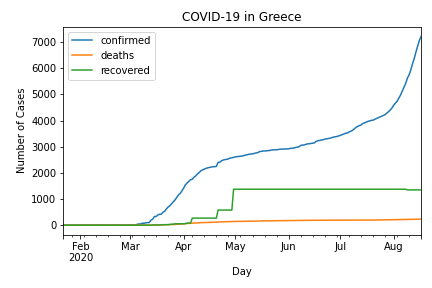 COVID-19 in Greece
confirmed
deaths
recovered
Number of Cases
7000
6000
5000
4000
3000
2000
1000
0
Feb Mar Apr May Jun Jul Aug
2020
Day